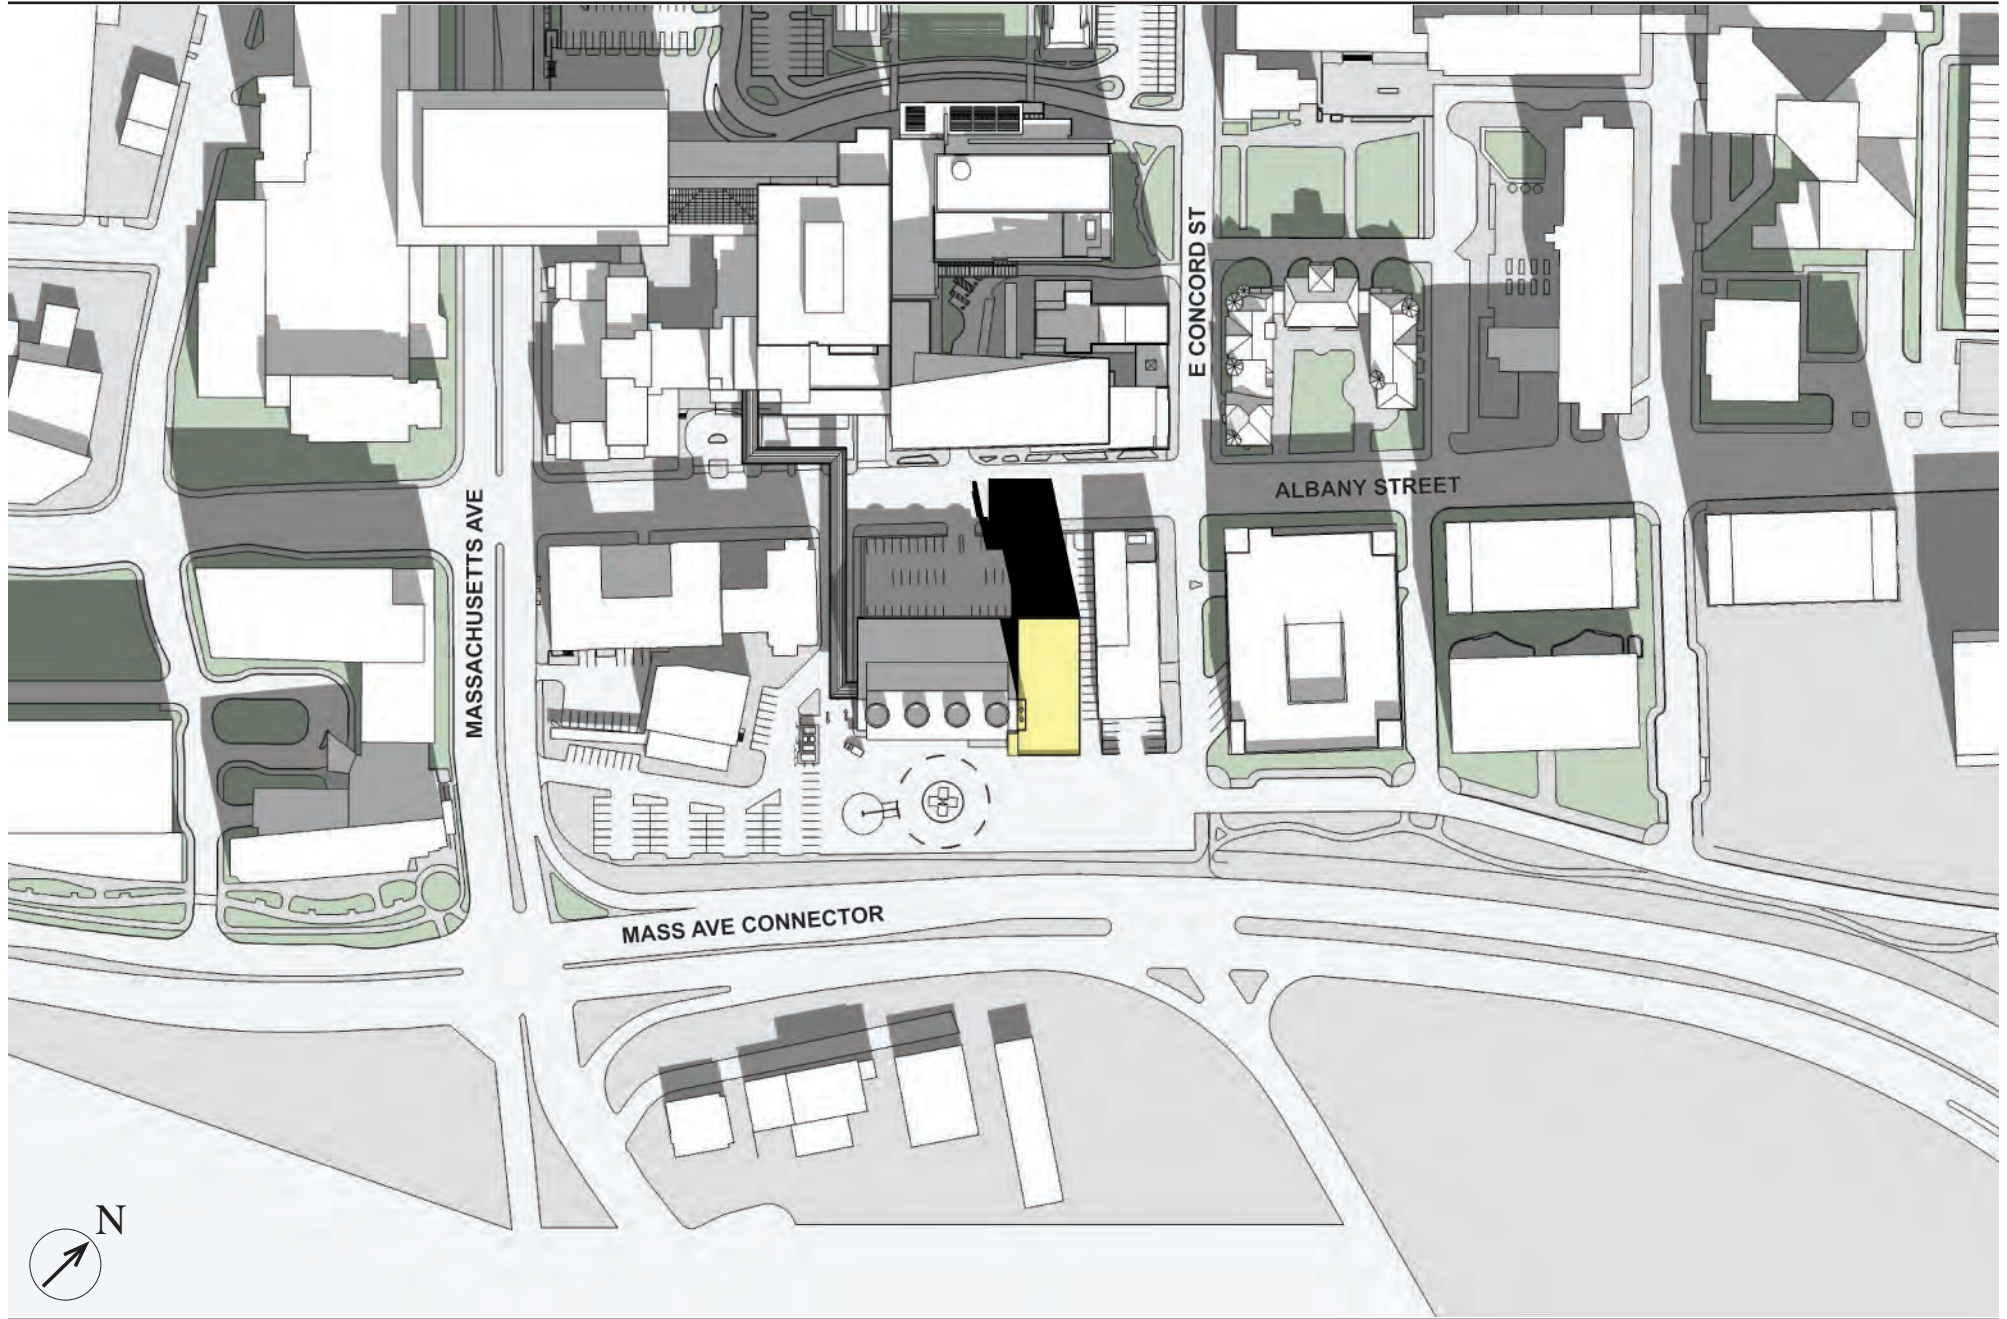 E CONCORD ST
ALBANY STREET
MASSACHUSETTS AVE
MASS AVE CONNECTOR
N